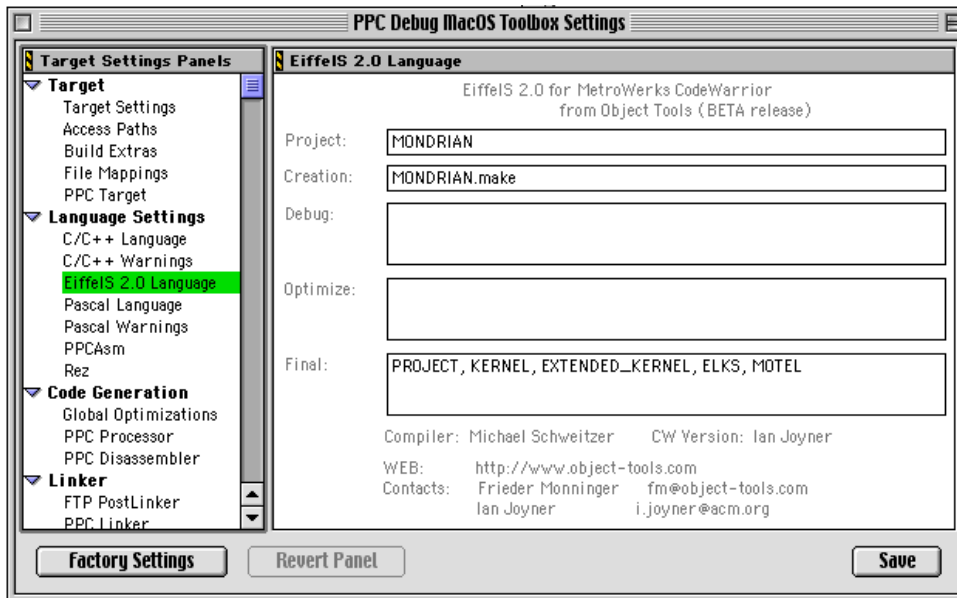 PPC Debug MacOS Toolbox Settings
Target Settings Panels
Target
Target Settings
Access Paths
Build Extras
File Mappings
PPC Target
Language Settings
C/C++ Language
C/C++ Warnings
EiffelS 2.0 Language
Pascal Language
Pascal Warnings
PPCAsm
Rez
Code Generation
Global Optimizations
PPC Processor
PPC Disassembler
Linker
FTP PostLinker
PPC Linker
EiffelS 2.0 Language
EiffelS 2.0 for MetroWerks CodeWarrior
from Object Tools (BETA release)
Project: MONDRIAN
Creation: MONDRIAN.make
Debug:
Optimize:
Final: PROJECT, KERNEL, EXTENDED_KERNEL, ELKS, MOTEL
Compiler: Michael Schweitzer CW Version: Ian Joyner
WEB: http://www.object-tools.com
Contacts: Frieder Monninger fm@object-tools.com
Ian Joyner i.joyner@acm.org
Factory Settings Revert Panel Save